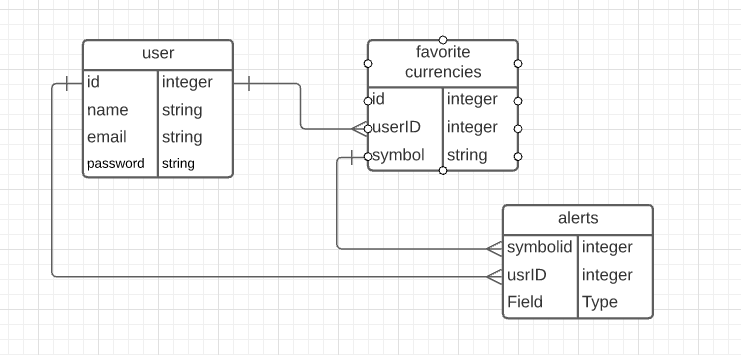 user
id integer
name string
email string
password string
favorite
currencies
id integer
userID integer
symbol string
alerts
symbolid integer
usrID integer
Field Type